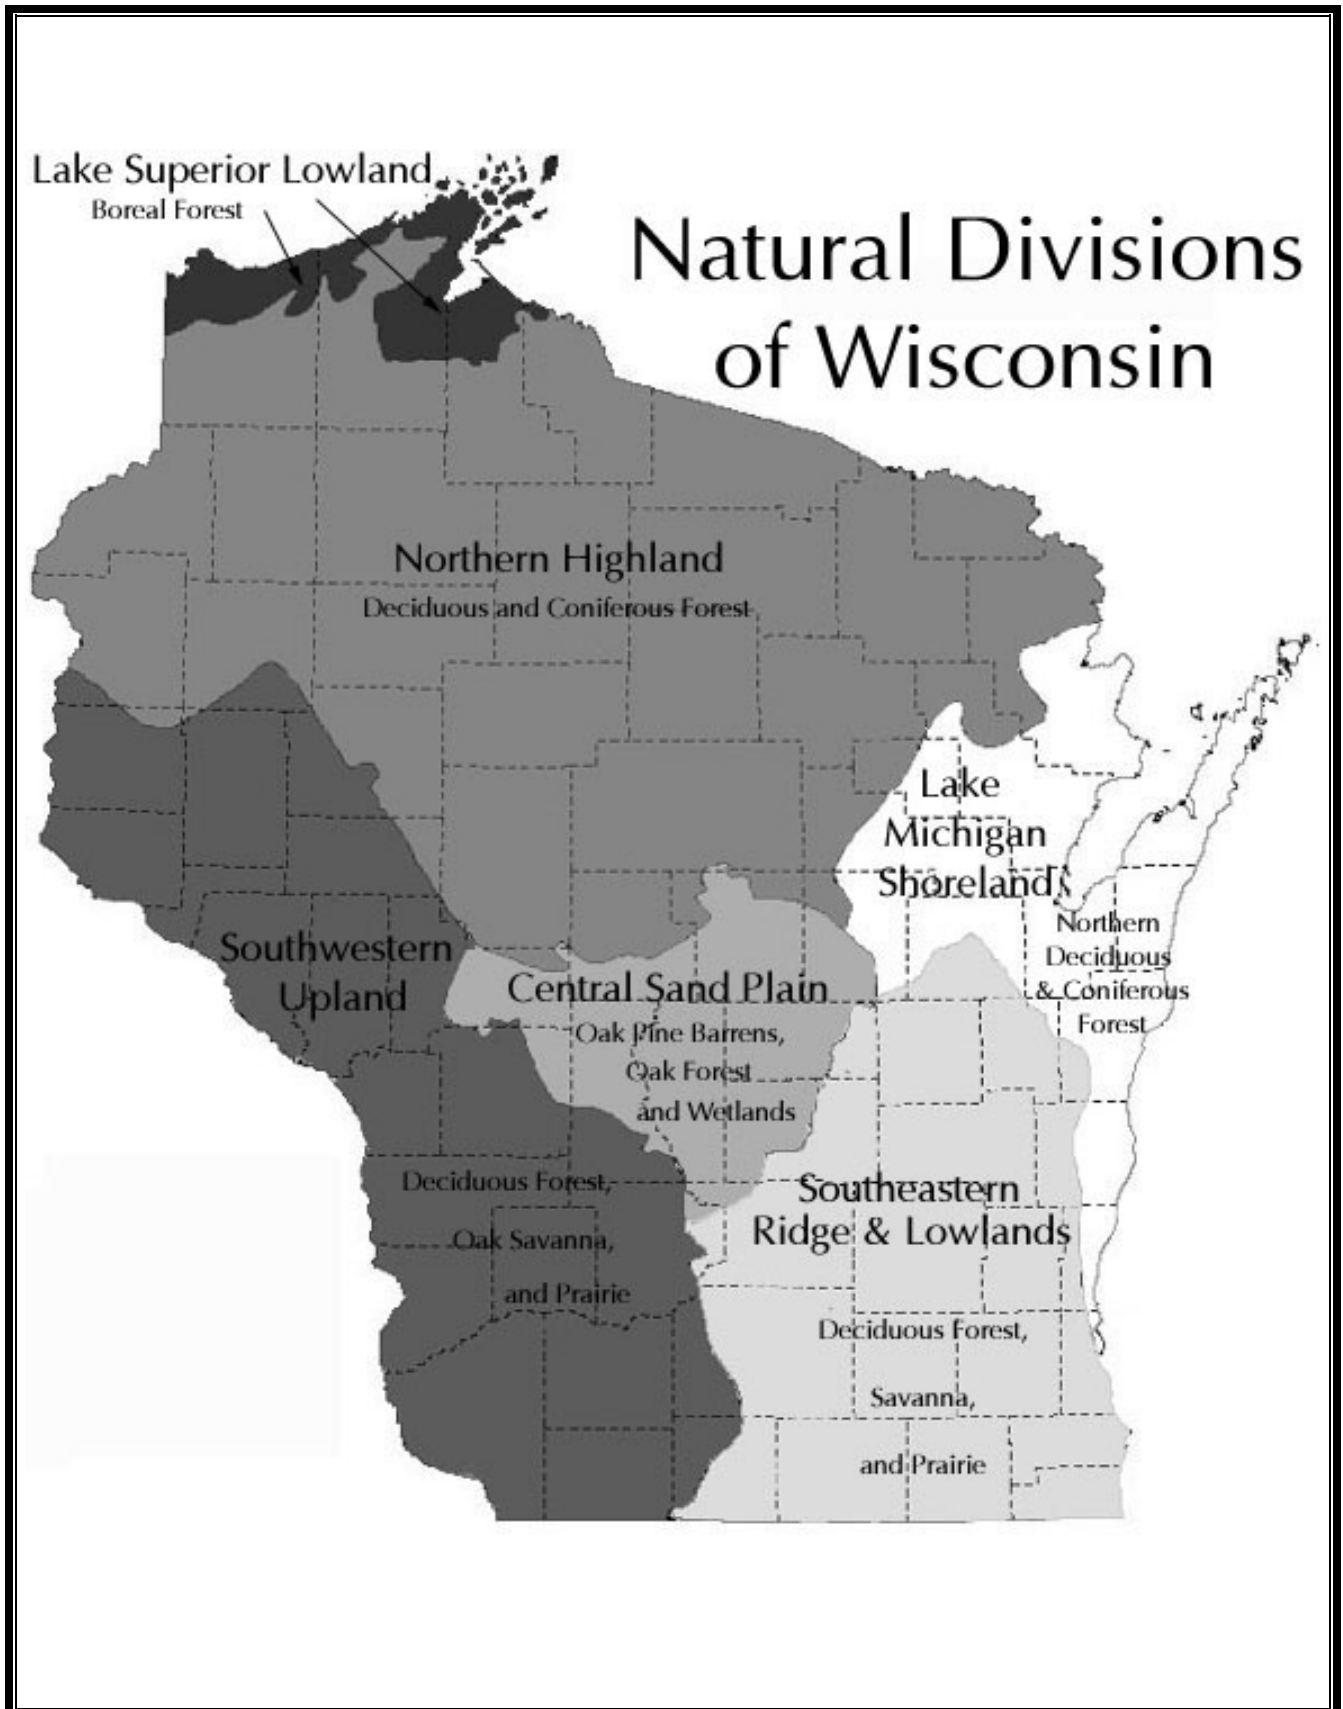 Lake Superior Lowland
Boreal Forest
Natural Divisions
of Wisconsin
Northern Highland
Deciduous and Coniferous Forest
Lake
Michigan
Shoreland
Northern
Deciduous
& Coniferous
Forest
Southwestern
Upland
Central Sand Plain
Oak Pine Barrens,
Oak Forest
and Wetlands
Deciduous Forest,
Oak Savanna,
and Prairie
Southeastern
Ridge & Lowlands
Deciduous Forest,
Savanna,
and Prairie